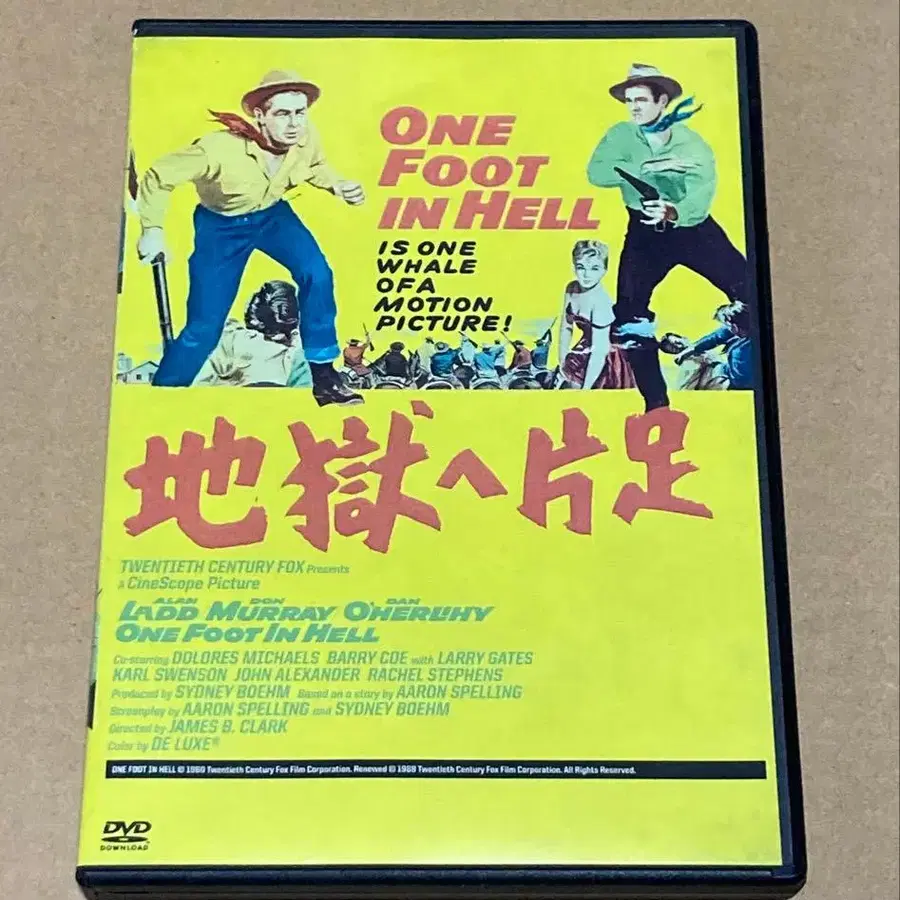 ONE
FOOT
IN HELL
IS ONE
WHALE
OF A
MOTION
PICTURE!
地獄へ片足
TWENTIETH CENTURY FOX Presents
a CineScope Picture
ALAN DON DAN
LADD MURRAY O'HERLIHY
ONE FOOT IN HELL
Co-starring DOLORES MICHAELS BARRY COE with LARRY GATES
KARL SWENSON JOHN ALEXANDER RACHEL STEPHENS
Produced by SYDNEY BOEHM Based on a story by AARON SPELLING
Screenplay by AARON SPELLING and SYDNEY BOEHM
Directed by JAMES B. CLARK
Color by DE LUXE®
ONE FOOT IN HELL © 1960 Twentieth Century Fox Film Corporation. Renewed © 1988 Twentieth Century Fox Film Corporation. All Rights Reserved.
DVD
DOWNLOAD